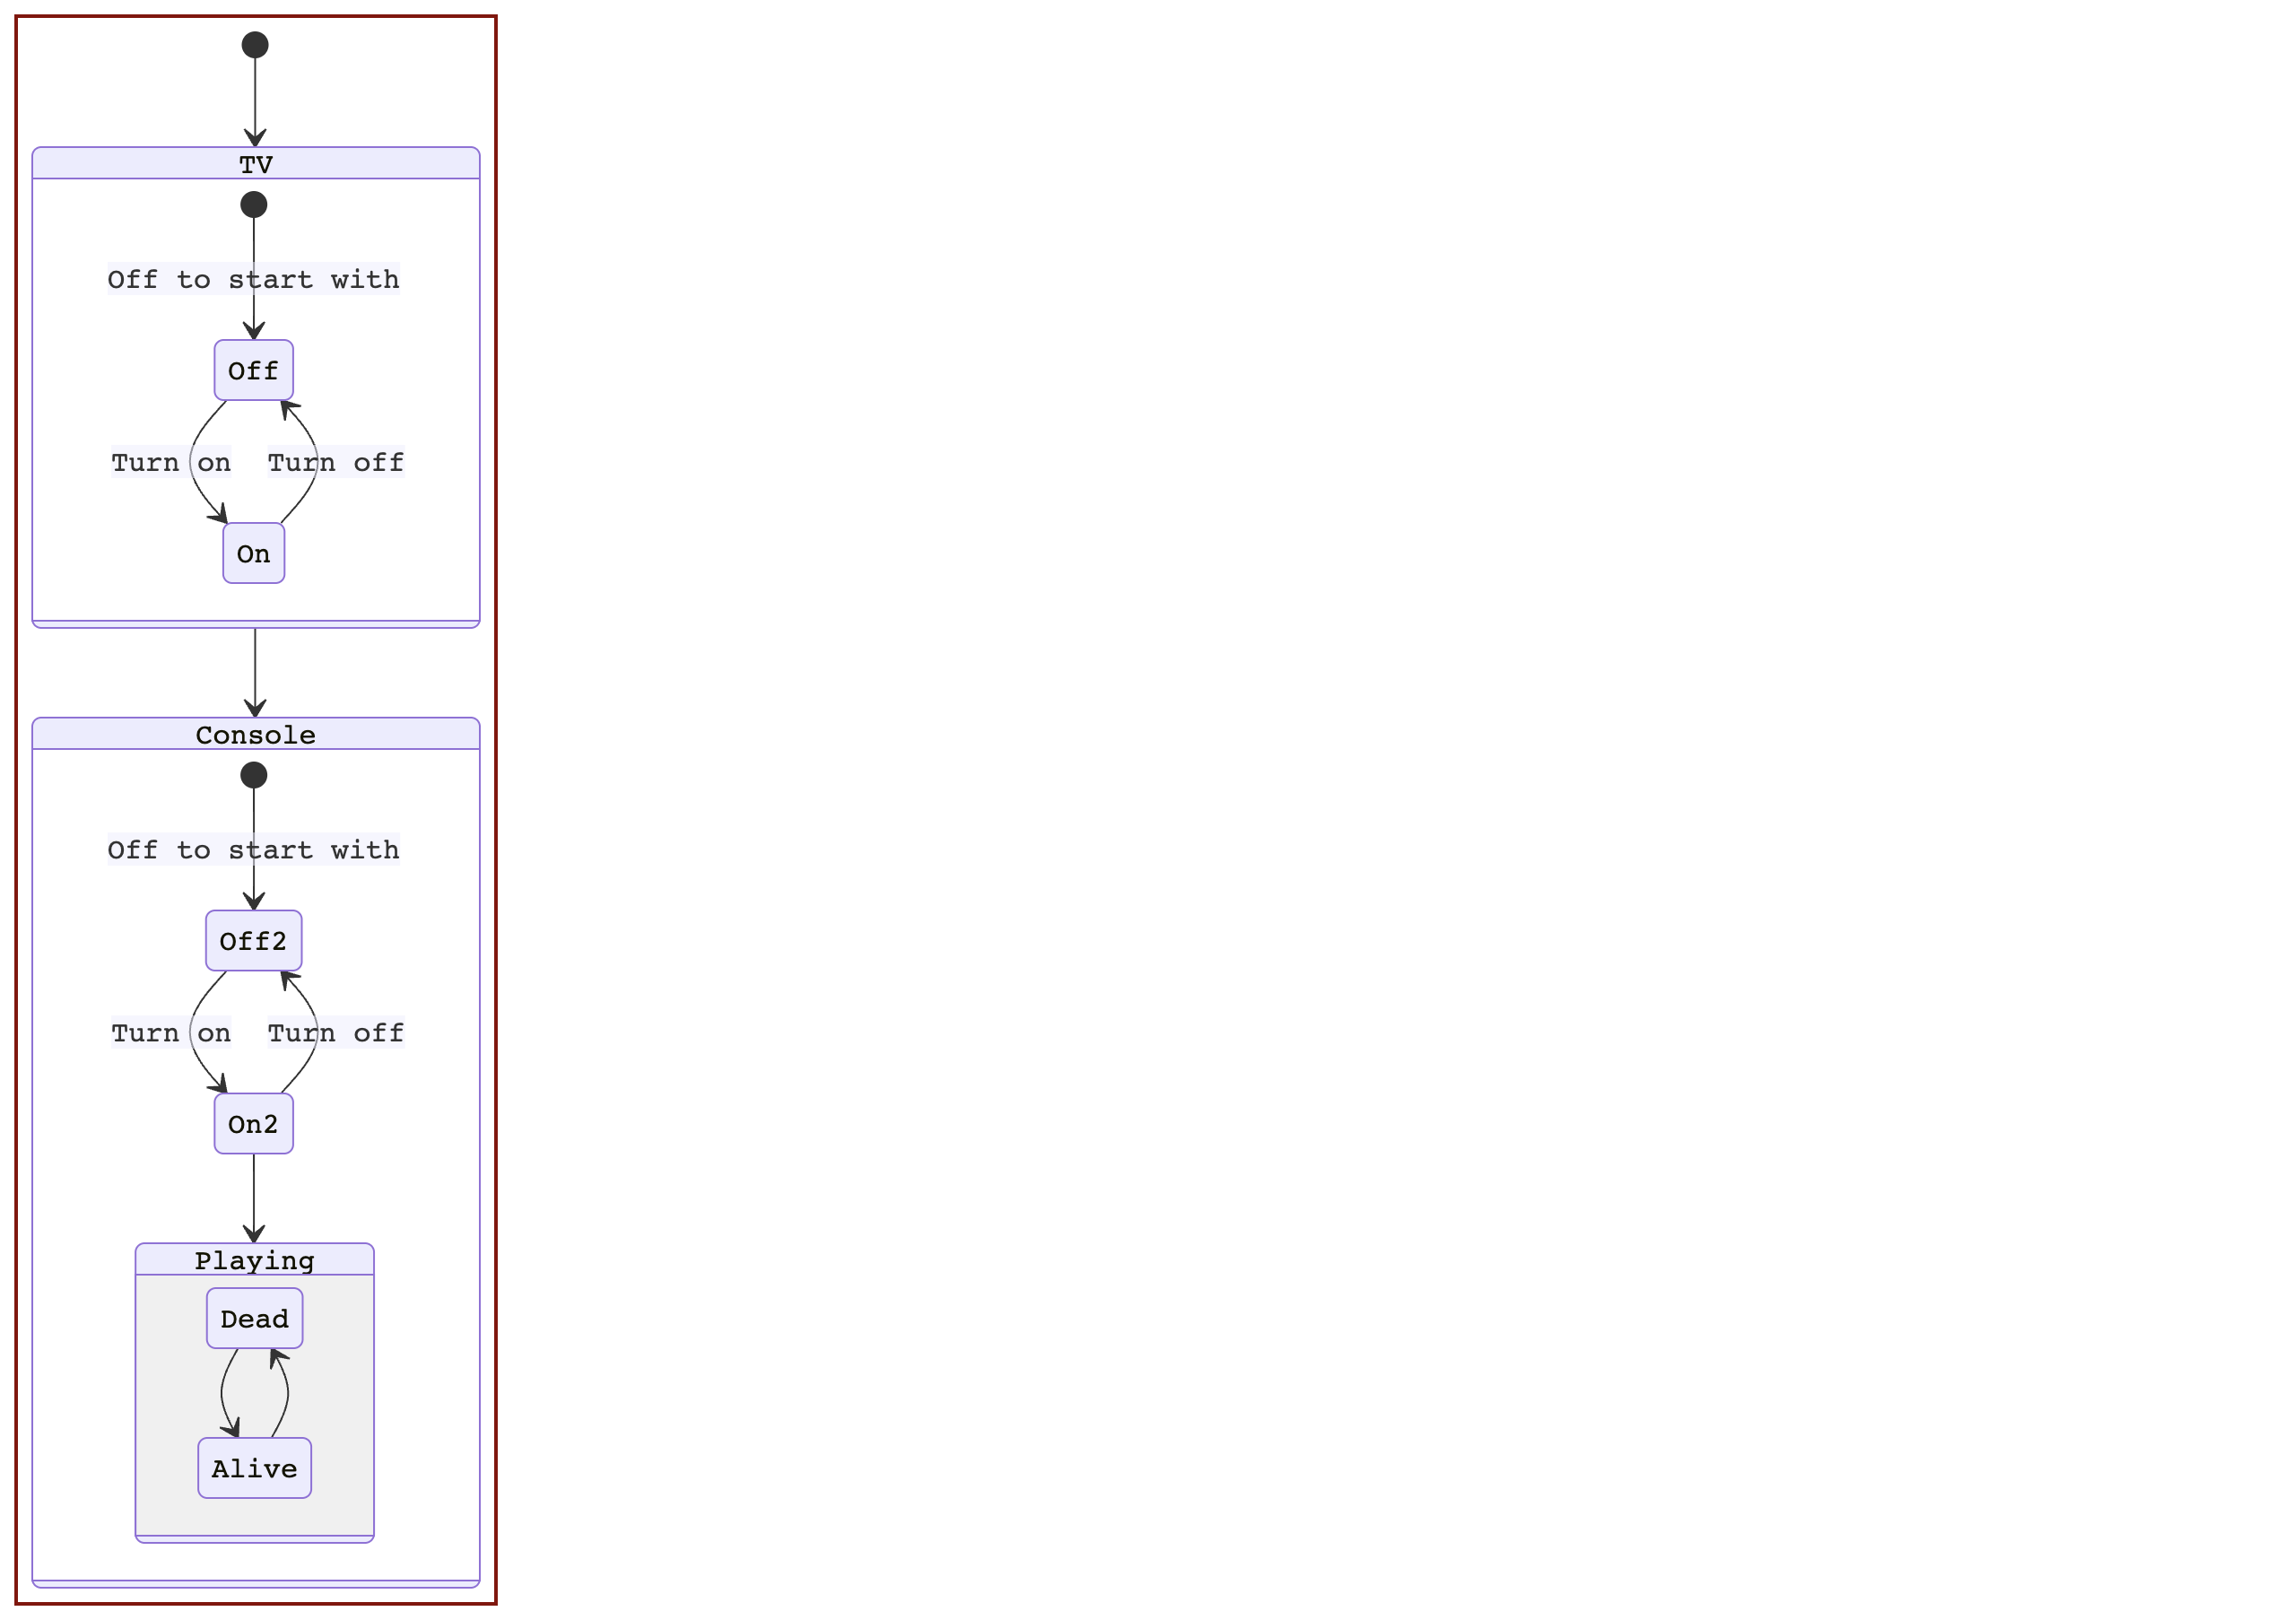 TV
Off to start with
Off
Turn on
Turn off
On
Console
Off to start with
Off2
Turn on
Turn off
On2
Playing
Dead
Alive